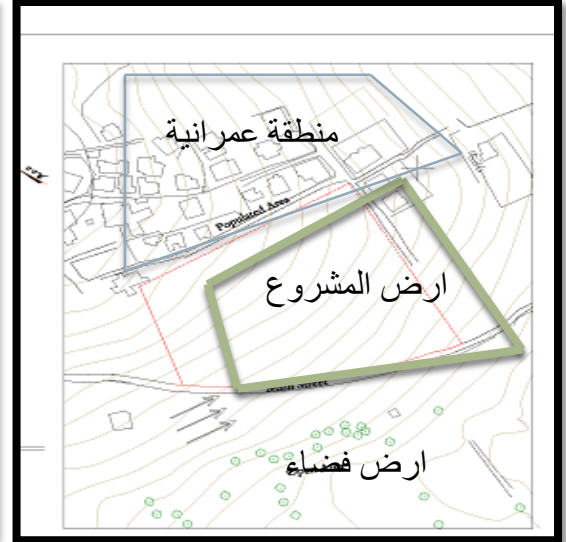 منطقة عمرانية
Populated Area
ارض المشروع
Main Street
ارض فضاء